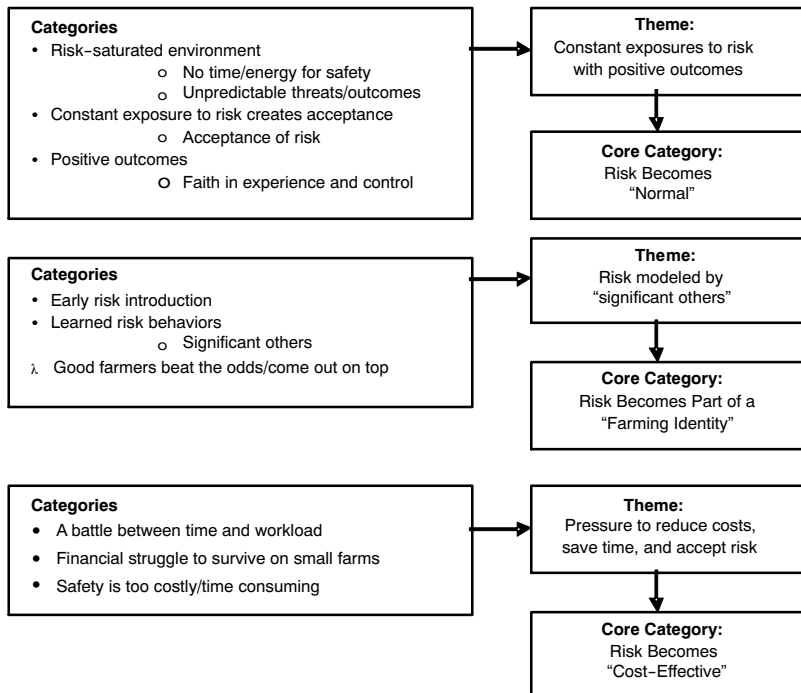 Categories
• Risk-saturated environment
o No time/energy for safety
o Unpredictable threats/outcomes
• Constant exposure to risk creates acceptance
o Acceptance of risk
• Positive outcomes
O Faith in experience and control
Theme:
Constant exposures to risk
with positive outcomes
Core Category:
Risk Becomes
“Normal”
Categories
• Early risk introduction
• Learned risk behaviors
o Significant others
λ Good farmers beat the odds/come out on top
Theme:
Risk modeled by
“significant others”
Core Category:
Risk Becomes Part of a
“Farming Identity”
Categories
• A battle between time and workload
• Financial struggle to survive on small farms
• Safety is too costly/time consuming
Theme:
Pressure to reduce costs,
save time, and accept risk
Core Category:
Risk Becomes
“Cost-Effective”